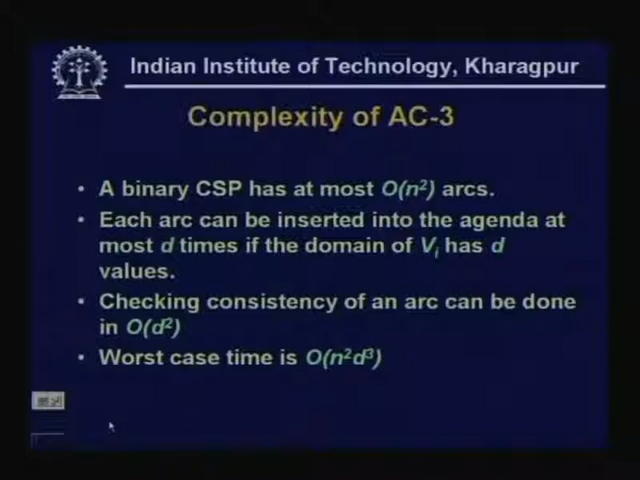 Indian Institute of Technology, Kharagpur
Complexity of AC-3
• A binary CSP has at most O(n²) arcs.
• Each arc can be inserted into the agenda at
most d times if the domain of Vᵢ has d
values.
• Checking consistency of an arc can be done
in O(d²)
• Worst case time is O(n²d³)